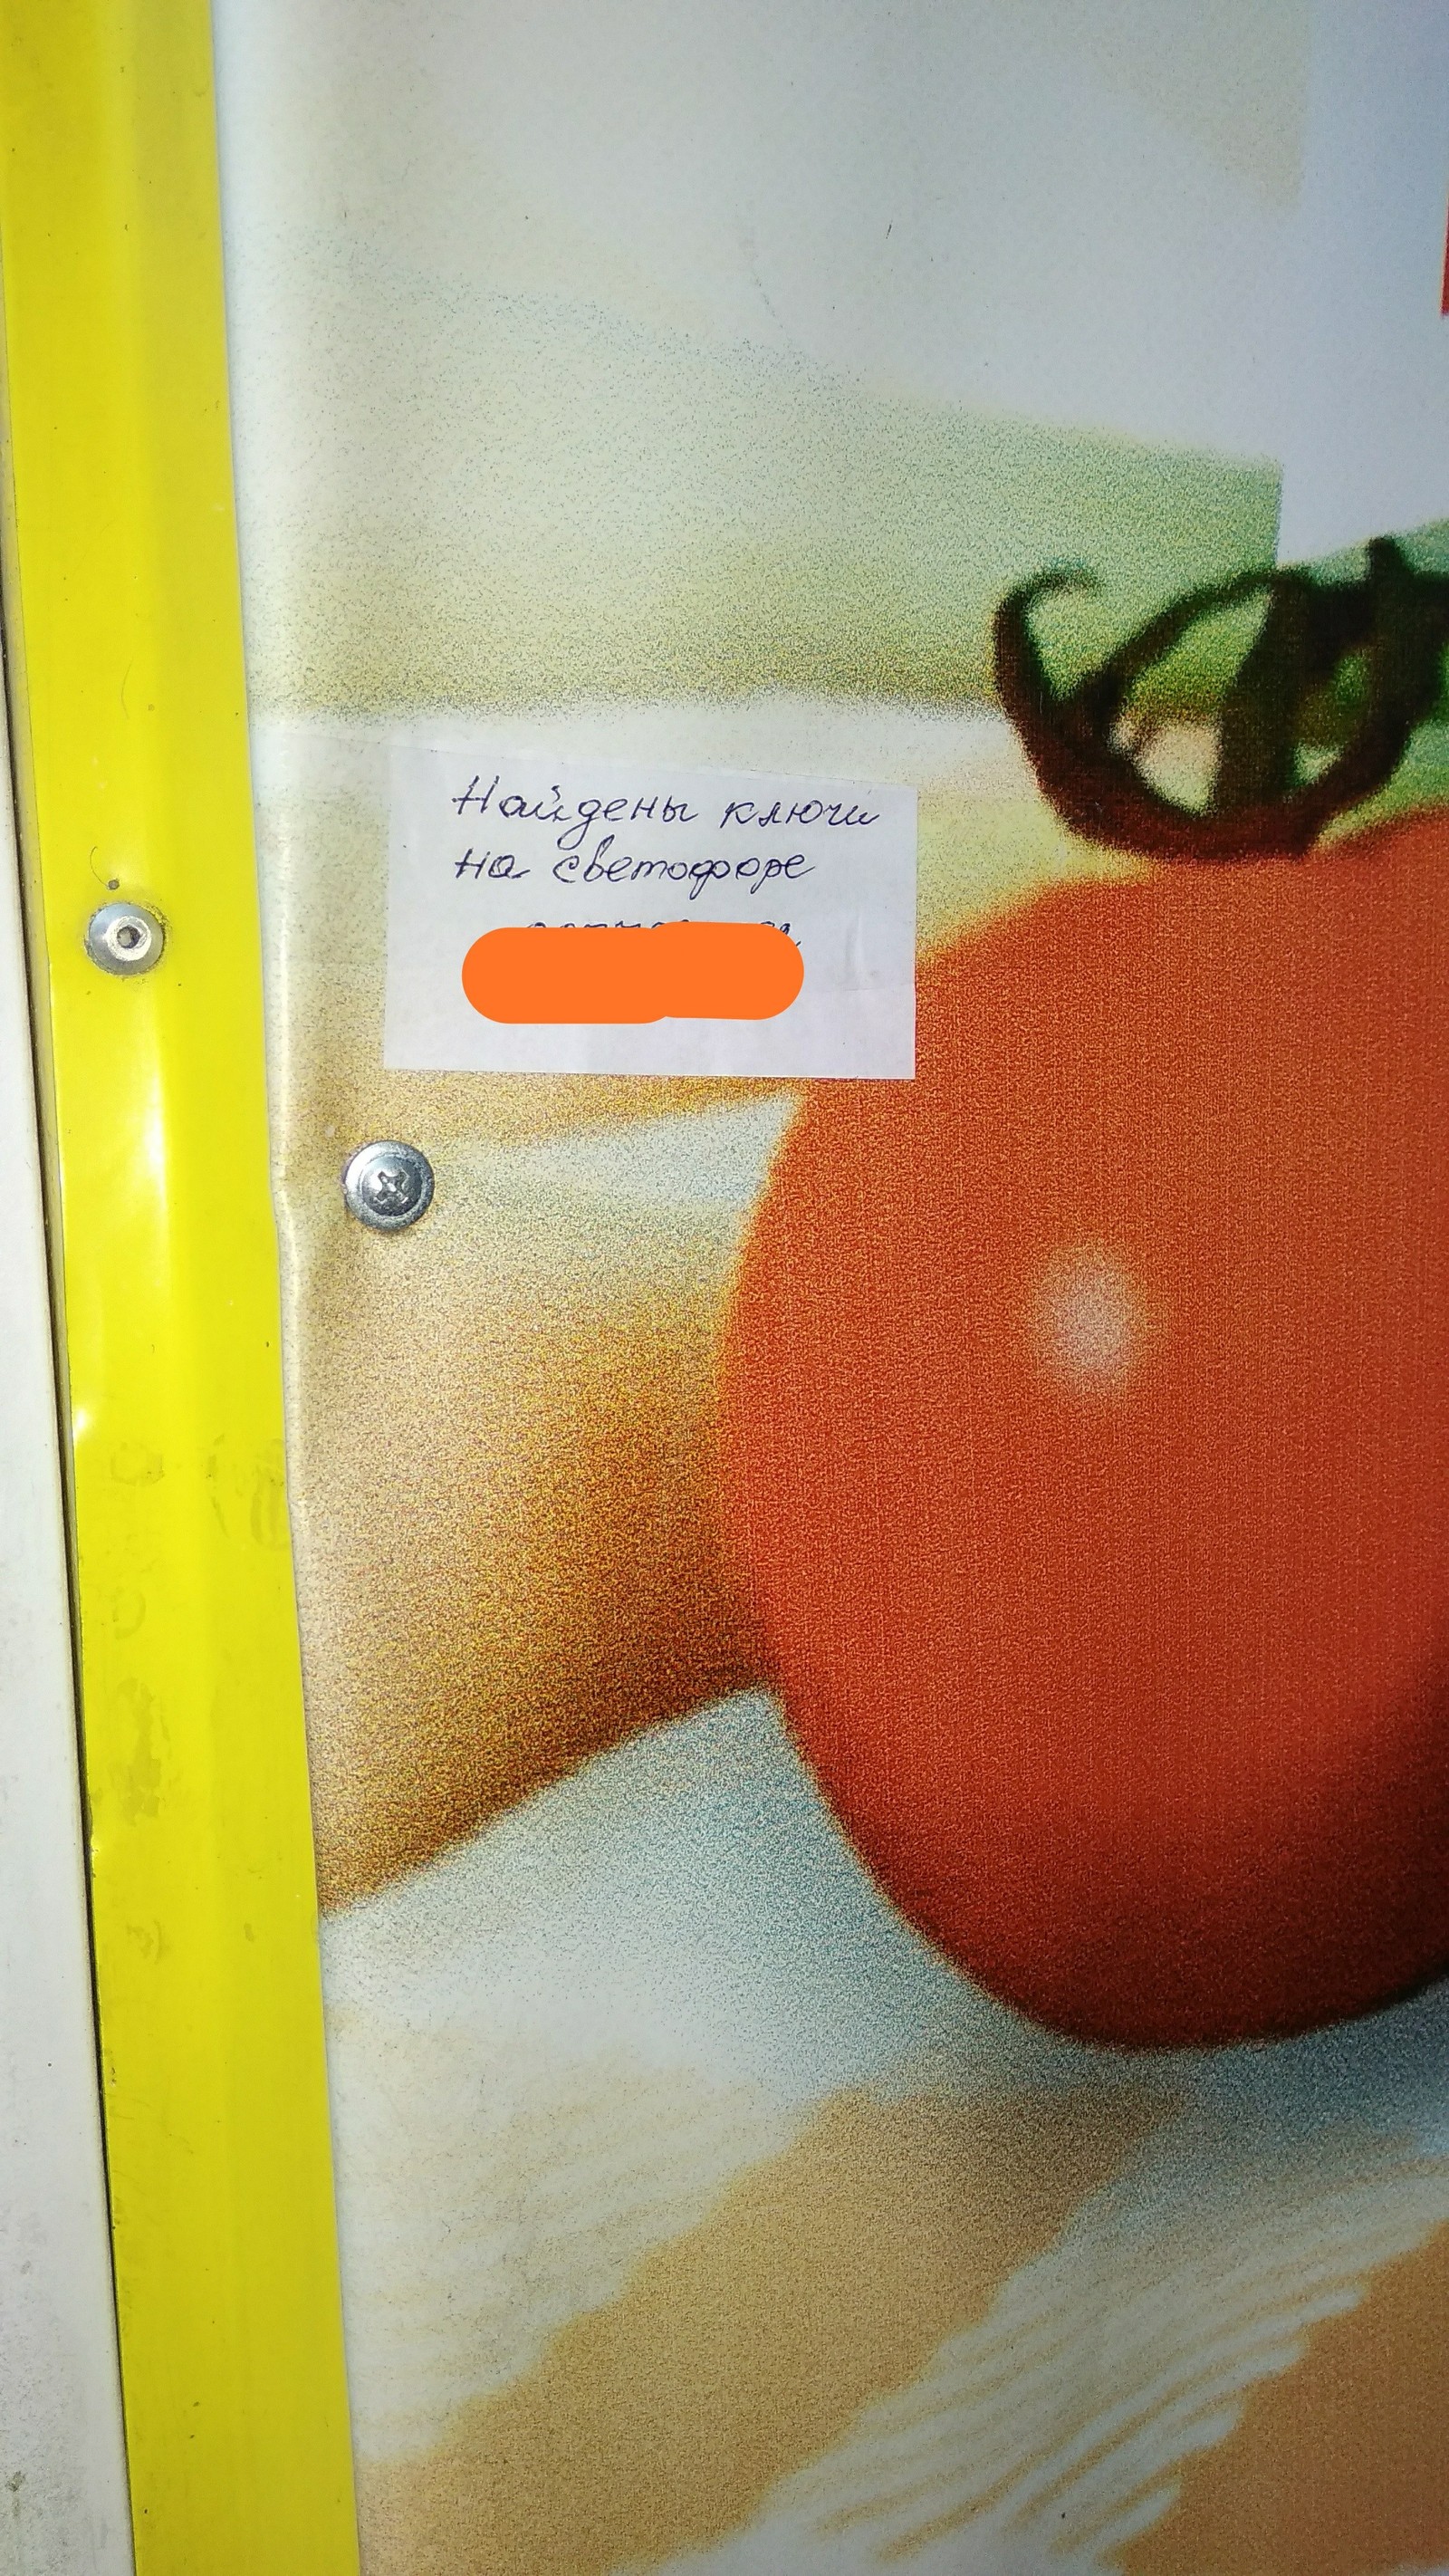 Найдены ключи
на светофоре